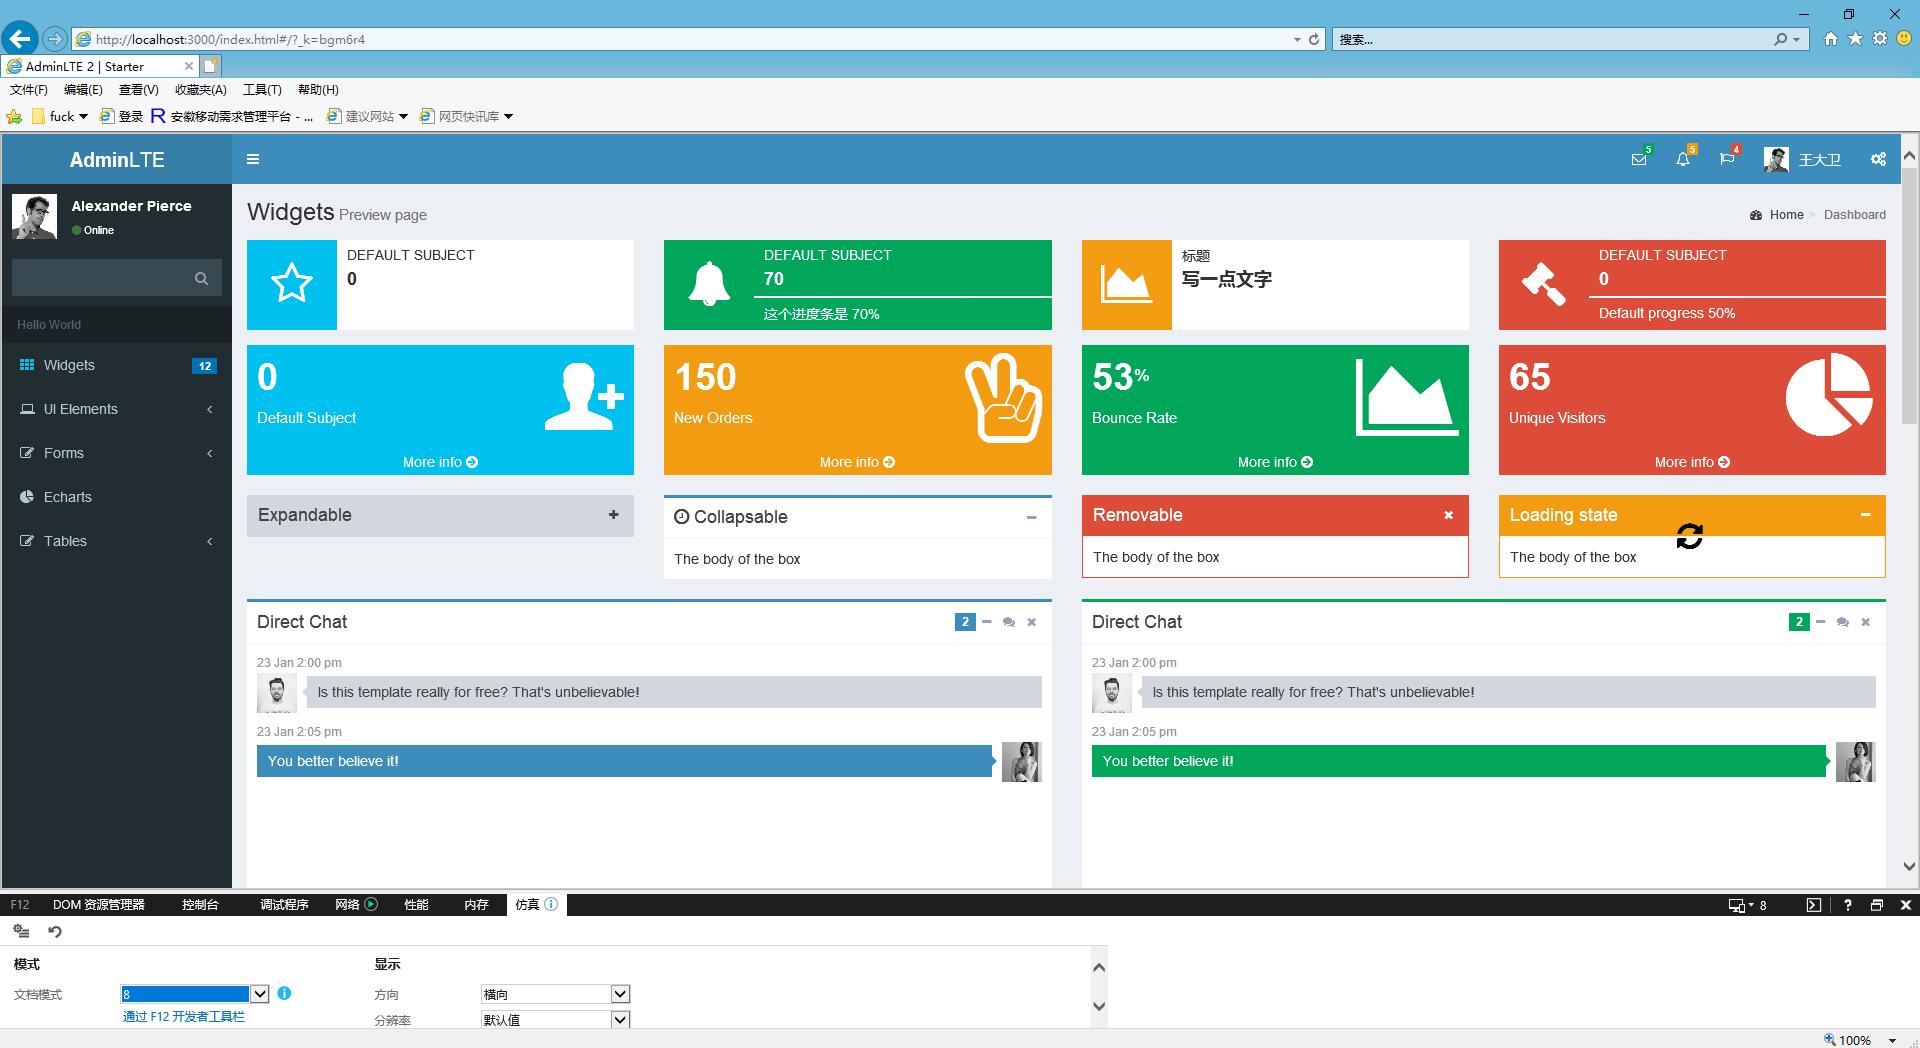 http://localhost:3000/index.html#/?_k=bgm6r4
搜索...
AdminLTE 2 | Starter
文件(F) 编辑(E) 查看(V) 收藏夹(A) 工具(T) 帮助(H)
fuck 登录 R 安徽移动需求管理平台 - ... 建议网站 网页快讯库
AdminLTE
5 5 4 王大卫
Alexander Pierce
Online
Hello World
Widgets 12
UI Elements
Forms
Echarts
Tables
Widgets Preview page
Home > Dashboard
DEFAULT SUBJECT
0
DEFAULT SUBJECT
70
这个进度条是 70%
标题
写一点文字
DEFAULT SUBJECT
0
Default progress 50%
0
Default Subject
More info
150
New Orders
More info
53%
Bounce Rate
More info
65
Unique Visitors
More info
Expandable
Collapsable
The body of the box
Removable
The body of the box
Loading state
The body of the box
Direct Chat 2
23 Jan 2:00 pm
Is this template really for free? That's unbelievable!
23 Jan 2:05 pm
You better believe it!
Direct Chat 2
23 Jan 2:00 pm
Is this template really for free? That's unbelievable!
23 Jan 2:05 pm
You better believe it!
F12 DOM 资源管理器 控制台 调试程序 网络 性能 内存 仿真 8
模式
文档模式 8
通过 F12 开发者工具栏
显示
方向 横向
分辨率 默认值
100%